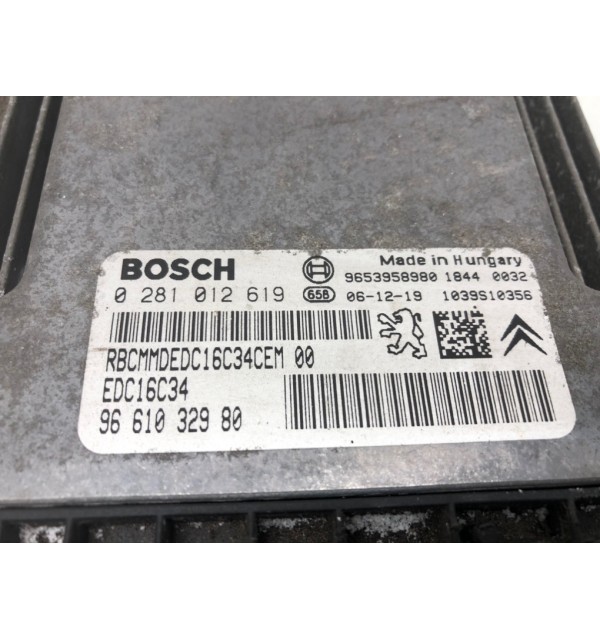 BOSCH Made in Hungary
9653958980 1844 0032
0 281 012 619 658 06-12-19 1039S10356
RBCMMDEDC16C34CEM 00
EDC16C34
96 610 329 80